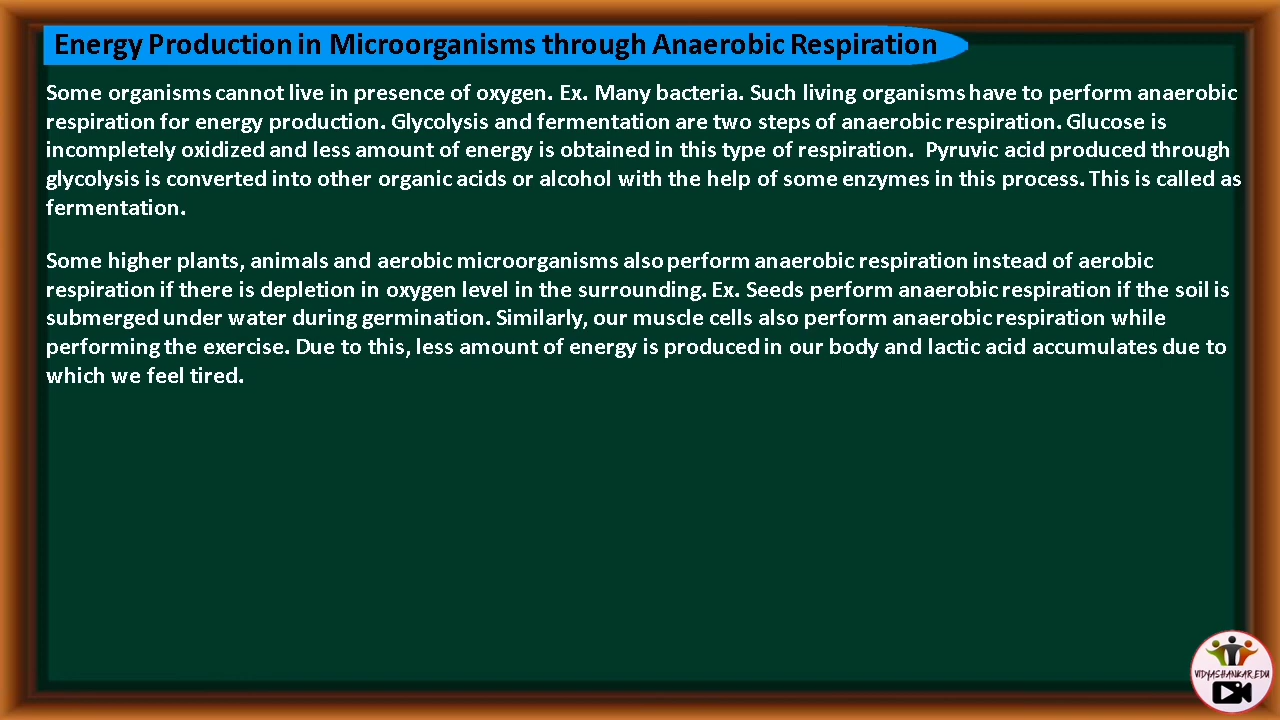 Energy Production in Microorganisms through Anaerobic Respiration
Some organisms cannot live in presence of oxygen. Ex. Many bacteria. Such living organisms have to perform anaerobic
respiration for energy production. Glycolysis and fermentation are two steps of anaerobic respiration. Glucose is
incompletely oxidized and less amount of energy is obtained in this type of respiration.  Pyruvic acid produced through
glycolysis is converted into other organic acids or alcohol with the help of some enzymes in this process. This is called as
fermentation.
Some higher plants, animals and aerobic microorganisms also perform anaerobic respiration instead of aerobic
respiration if there is depletion in oxygen level in the surrounding. Ex. Seeds perform anaerobic respiration if the soil is
submerged under water during germination. Similarly, our muscle cells also perform anaerobic respiration while
performing the exercise. Due to this, less amount of energy is produced in our body and lactic acid accumulates due to
which we feel tired.
VIDYASHANKAR.EDU